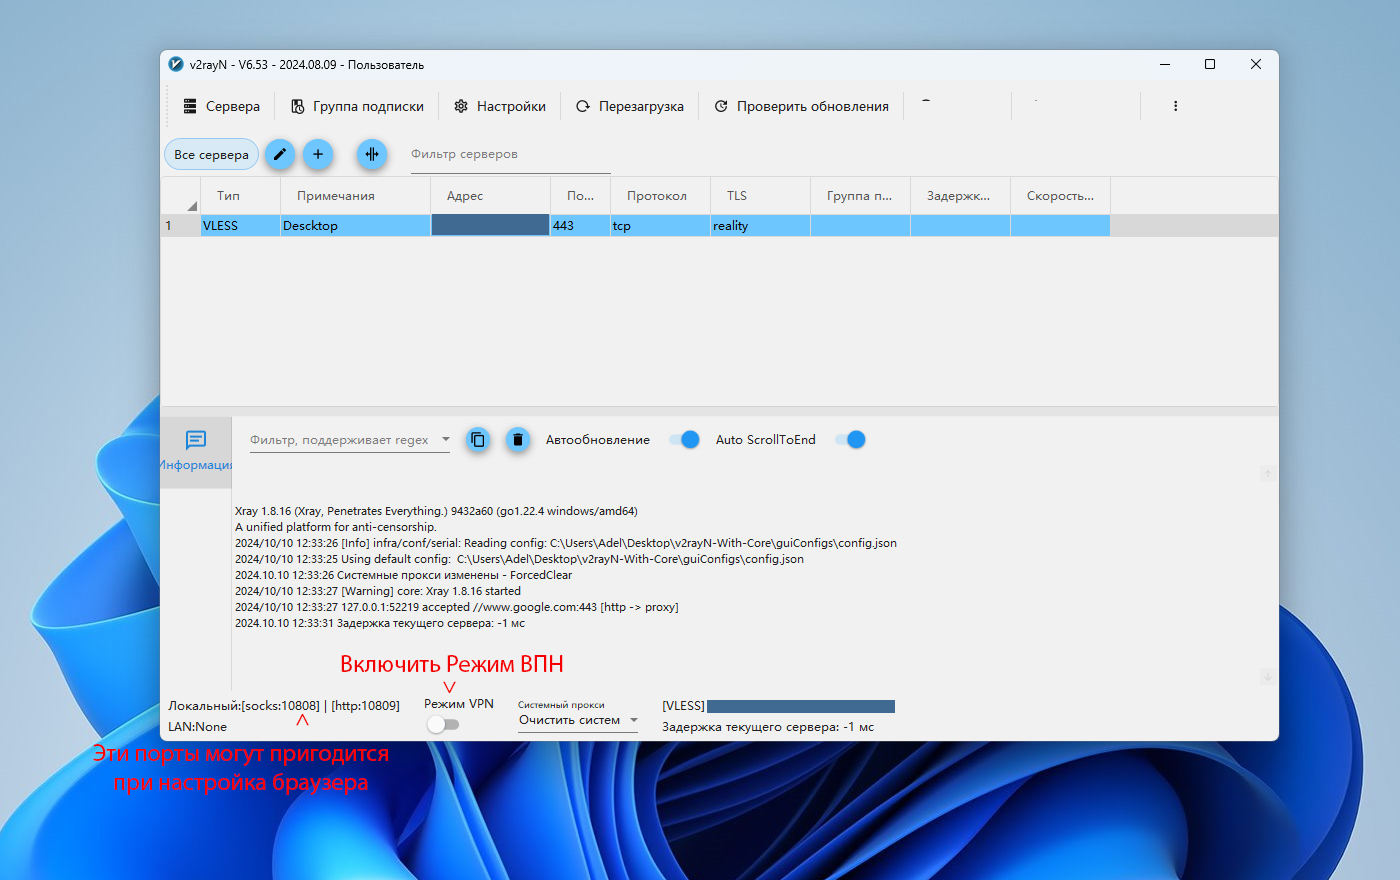 v2rayN - V6.53 - 2024.08.09 - Пользователь
Сервера Группа подписки Настройки Перезагрузка Проверить обновления
Все сервера Фильтр серверов
Тип Примечания Адрес По... Протокол TLS Группа п... Задержк... Скорость...
1 VLESS Descktop 443 tcp reality
Фильтр, поддерживает regex Автообновление Auto ScrollToEnd
Информация
Xray 1.8.16 (Xray, Penetrates Everything.) 9432a60 (go1.22.4 windows/amd64)
A unified platform for anti-censorship.
2024/10/10 12:33:26 [Info] infra/conf/serial: Reading config: C:\Users\Adel\Desktop\v2rayN-With-Core\guiConfigs\config.json
2024/10/10 12:33:25 Using default config:  C:\Users\Adel\Desktop\v2rayN-With-Core\guiConfigs\config.json
2024.10.10 12:33:26 Системные прокси изменены - ForcedClear
2024/10/10 12:33:27 [Warning] core: Xray 1.8.16 started
2024/10/10 12:33:27 127.0.0.1:52219 accepted //www.google.com:443 [http -> proxy]
2024.10.10 12:33:31 Задержка текущего сервера: -1 мс
Включить Режим ВПН
Локальный:[socks:10808] | [http:10809] Режим VPN Системный прокси [VLESS]
LAN:None Очистить систем Задержка текущего сервера: -1 мс
Эти порты могут пригодится
при настройка браузера